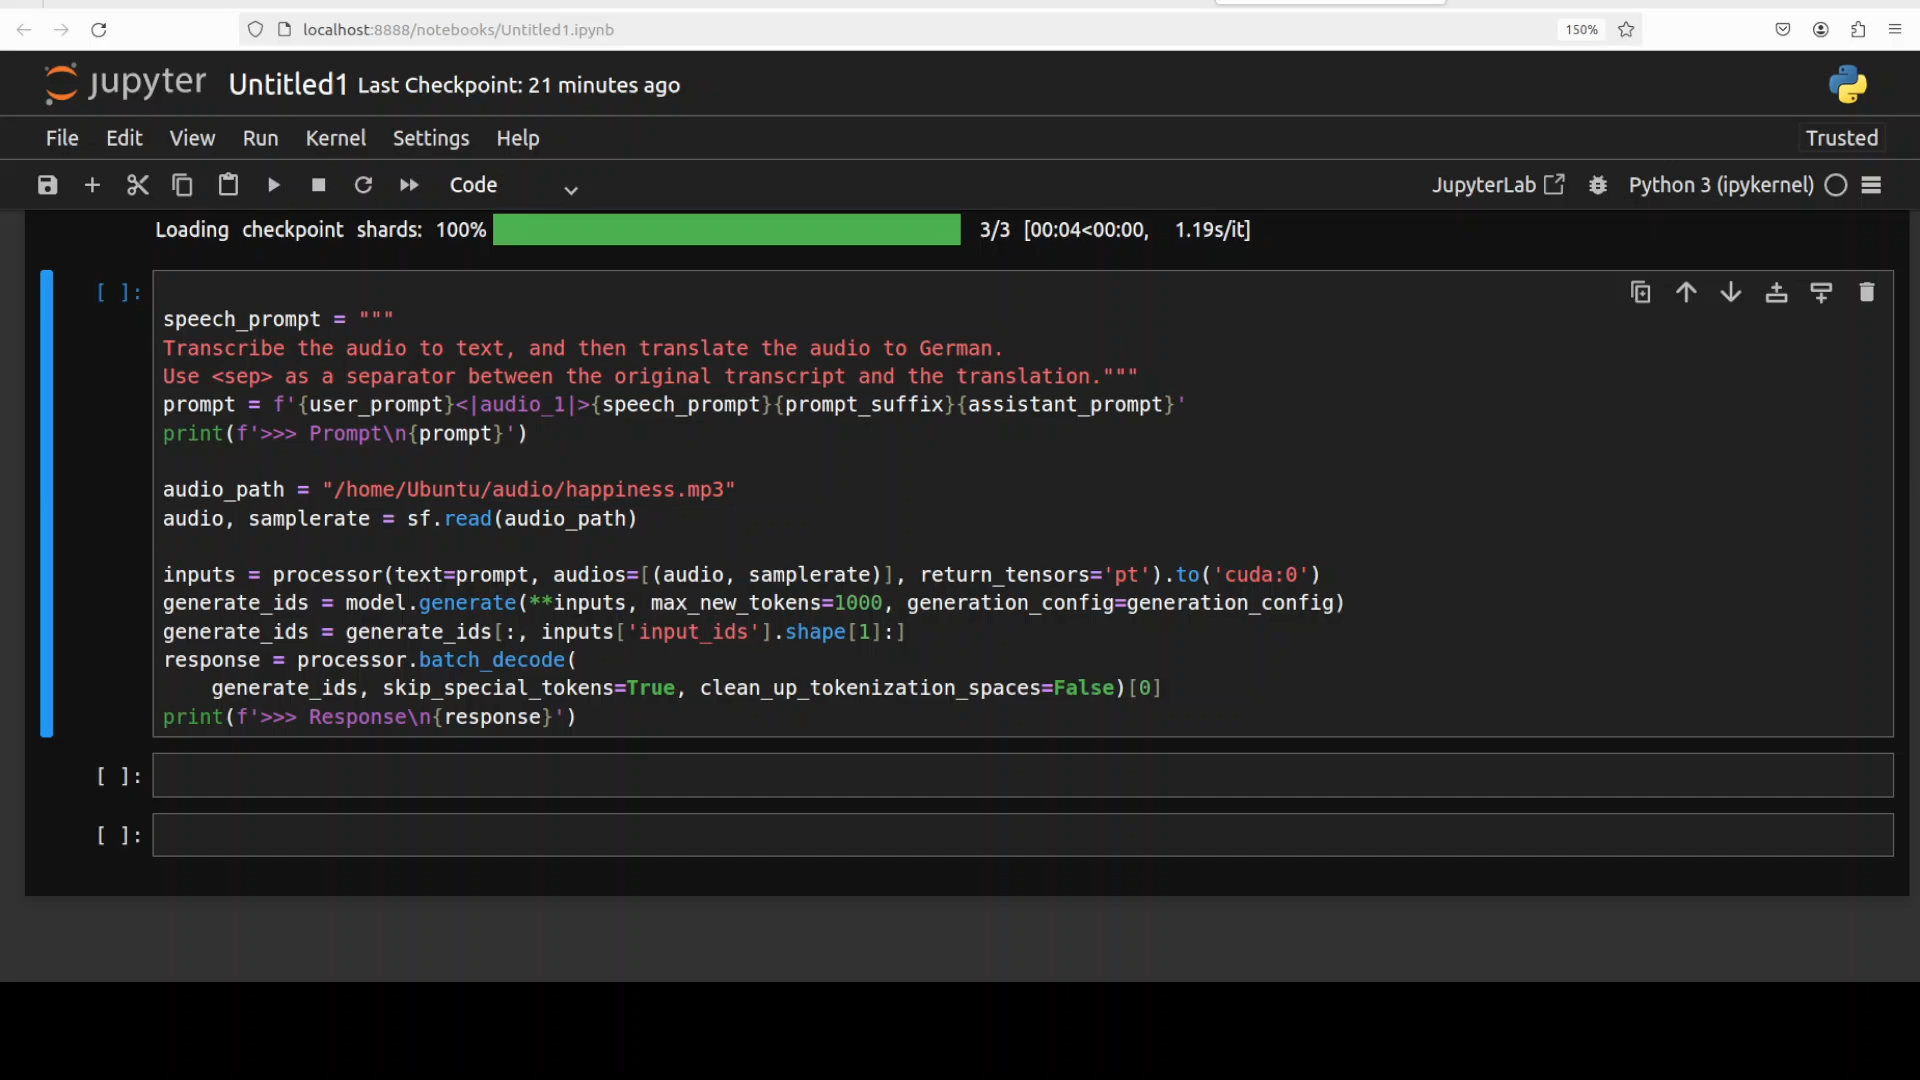 localhost:8888/notebooks/Untitled1.ipynb
150%
jupyter Untitled1 Last Checkpoint: 21 minutes ago
File Edit View Run Kernel Settings Help
Trusted
Code
JupyterLab
Python 3 (ipykernel)
Loading checkpoint shards: 100% 3/3 [00:04<00:00, 1.19s/it]
[ ]:
speech_prompt = """
Transcribe the audio to text, and then translate the audio to German.
Use <sep> as a separator between the original transcript and the translation."""
prompt = f'{user_prompt}<|audio_1|>{speech_prompt}{prompt_suffix}{assistant_prompt}'
print(f'>>> Prompt\n{prompt}')
audio_path = "/home/Ubuntu/audio/happiness.mp3"
audio, samplerate = sf.read(audio_path)
inputs = processor(text=prompt, audios=[(audio, samplerate)], return_tensors='pt').to('cuda:0')
generate_ids = model.generate(**inputs, max_new_tokens=1000, generation_config=generation_config)
generate_ids = generate_ids[:, inputs['input_ids'].shape[1]:]
response = processor.batch_decode(
    generate_ids, skip_special_tokens=True, clean_up_tokenization_spaces=False)[0]
print(f'>>> Response\n{response}')
[ ]:
[ ]: